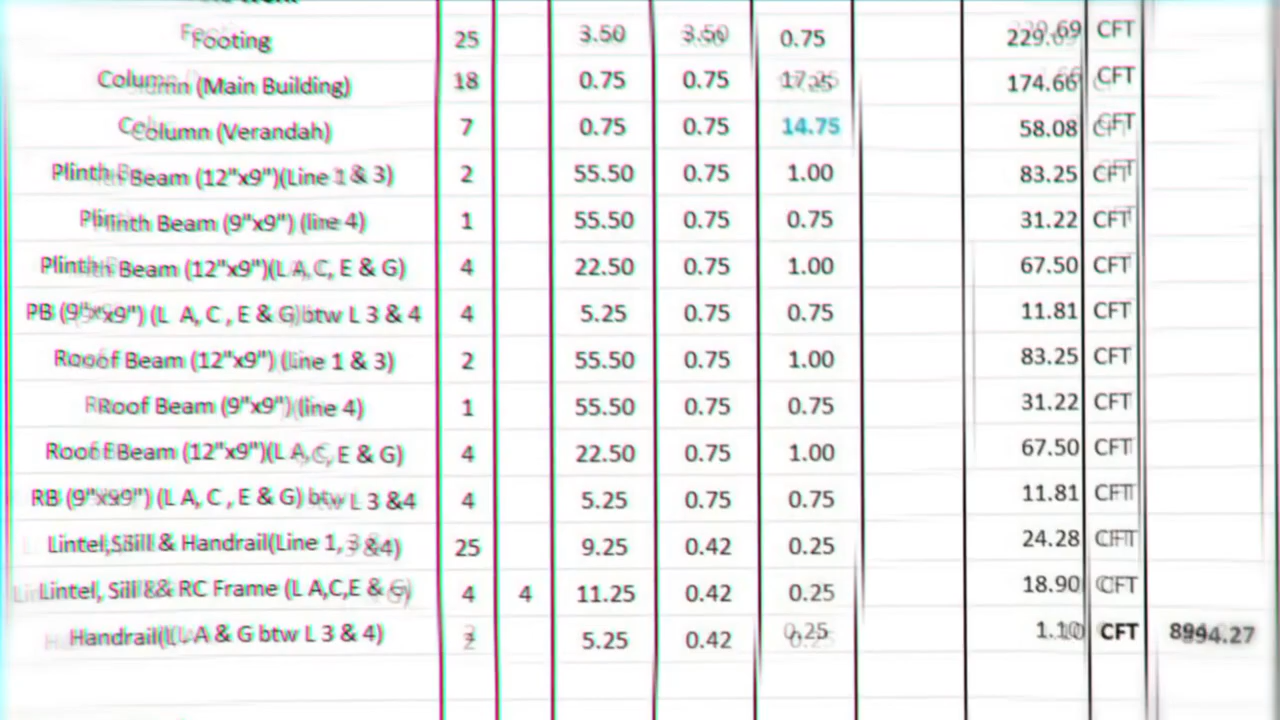 Footing 25 3.50 3.50 0.75 229.69 CFT
Column (Main Building) 18 0.75 0.75 17.25 174.66 CFT
Column (Verandah) 7 0.75 0.75 14.75 58.08 CFT
Plinth Beam (12"x9")(Line 1 & 3) 2 55.50 0.75 1.00 83.25 CFT
Plinth Beam (9"x9") (line 4) 1 55.50 0.75 0.75 31.22 CFT
Plinth Beam (12"x9")(L A,C, E & G) 4 22.50 0.75 1.00 67.50 CFT
PB (9"x9") (L A, C , E & G)btw L 3 & 4 4 5.25 0.75 0.75 11.81 CFT
Roof Beam (12"x9") (line 1 & 3) 2 55.50 0.75 1.00 83.25 CFT
Roof Beam (9"x9") (line 4) 1 55.50 0.75 0.75 31.22 CFT
Roof Beam (12"x9")(L A,C, E & G) 4 22.50 0.75 1.00 67.50 CFT
RB (9"x9") (L A, C , E & G) btw L 3 &4 4 5.25 0.75 0.75 11.81 CFT
Lintel,Sill & Handrail(Line 1, 3 &4) 25 9.25 0.42 0.25 24.28 CFT
Lintel, Sill & RC Frame (L A,C,E & G) 4 4 11.25 0.42 0.25 18.90 CFT
Handrail(L A & G btw L 3 & 4) 2 5.25 0.42 0.25 1.10 CFT 894.27